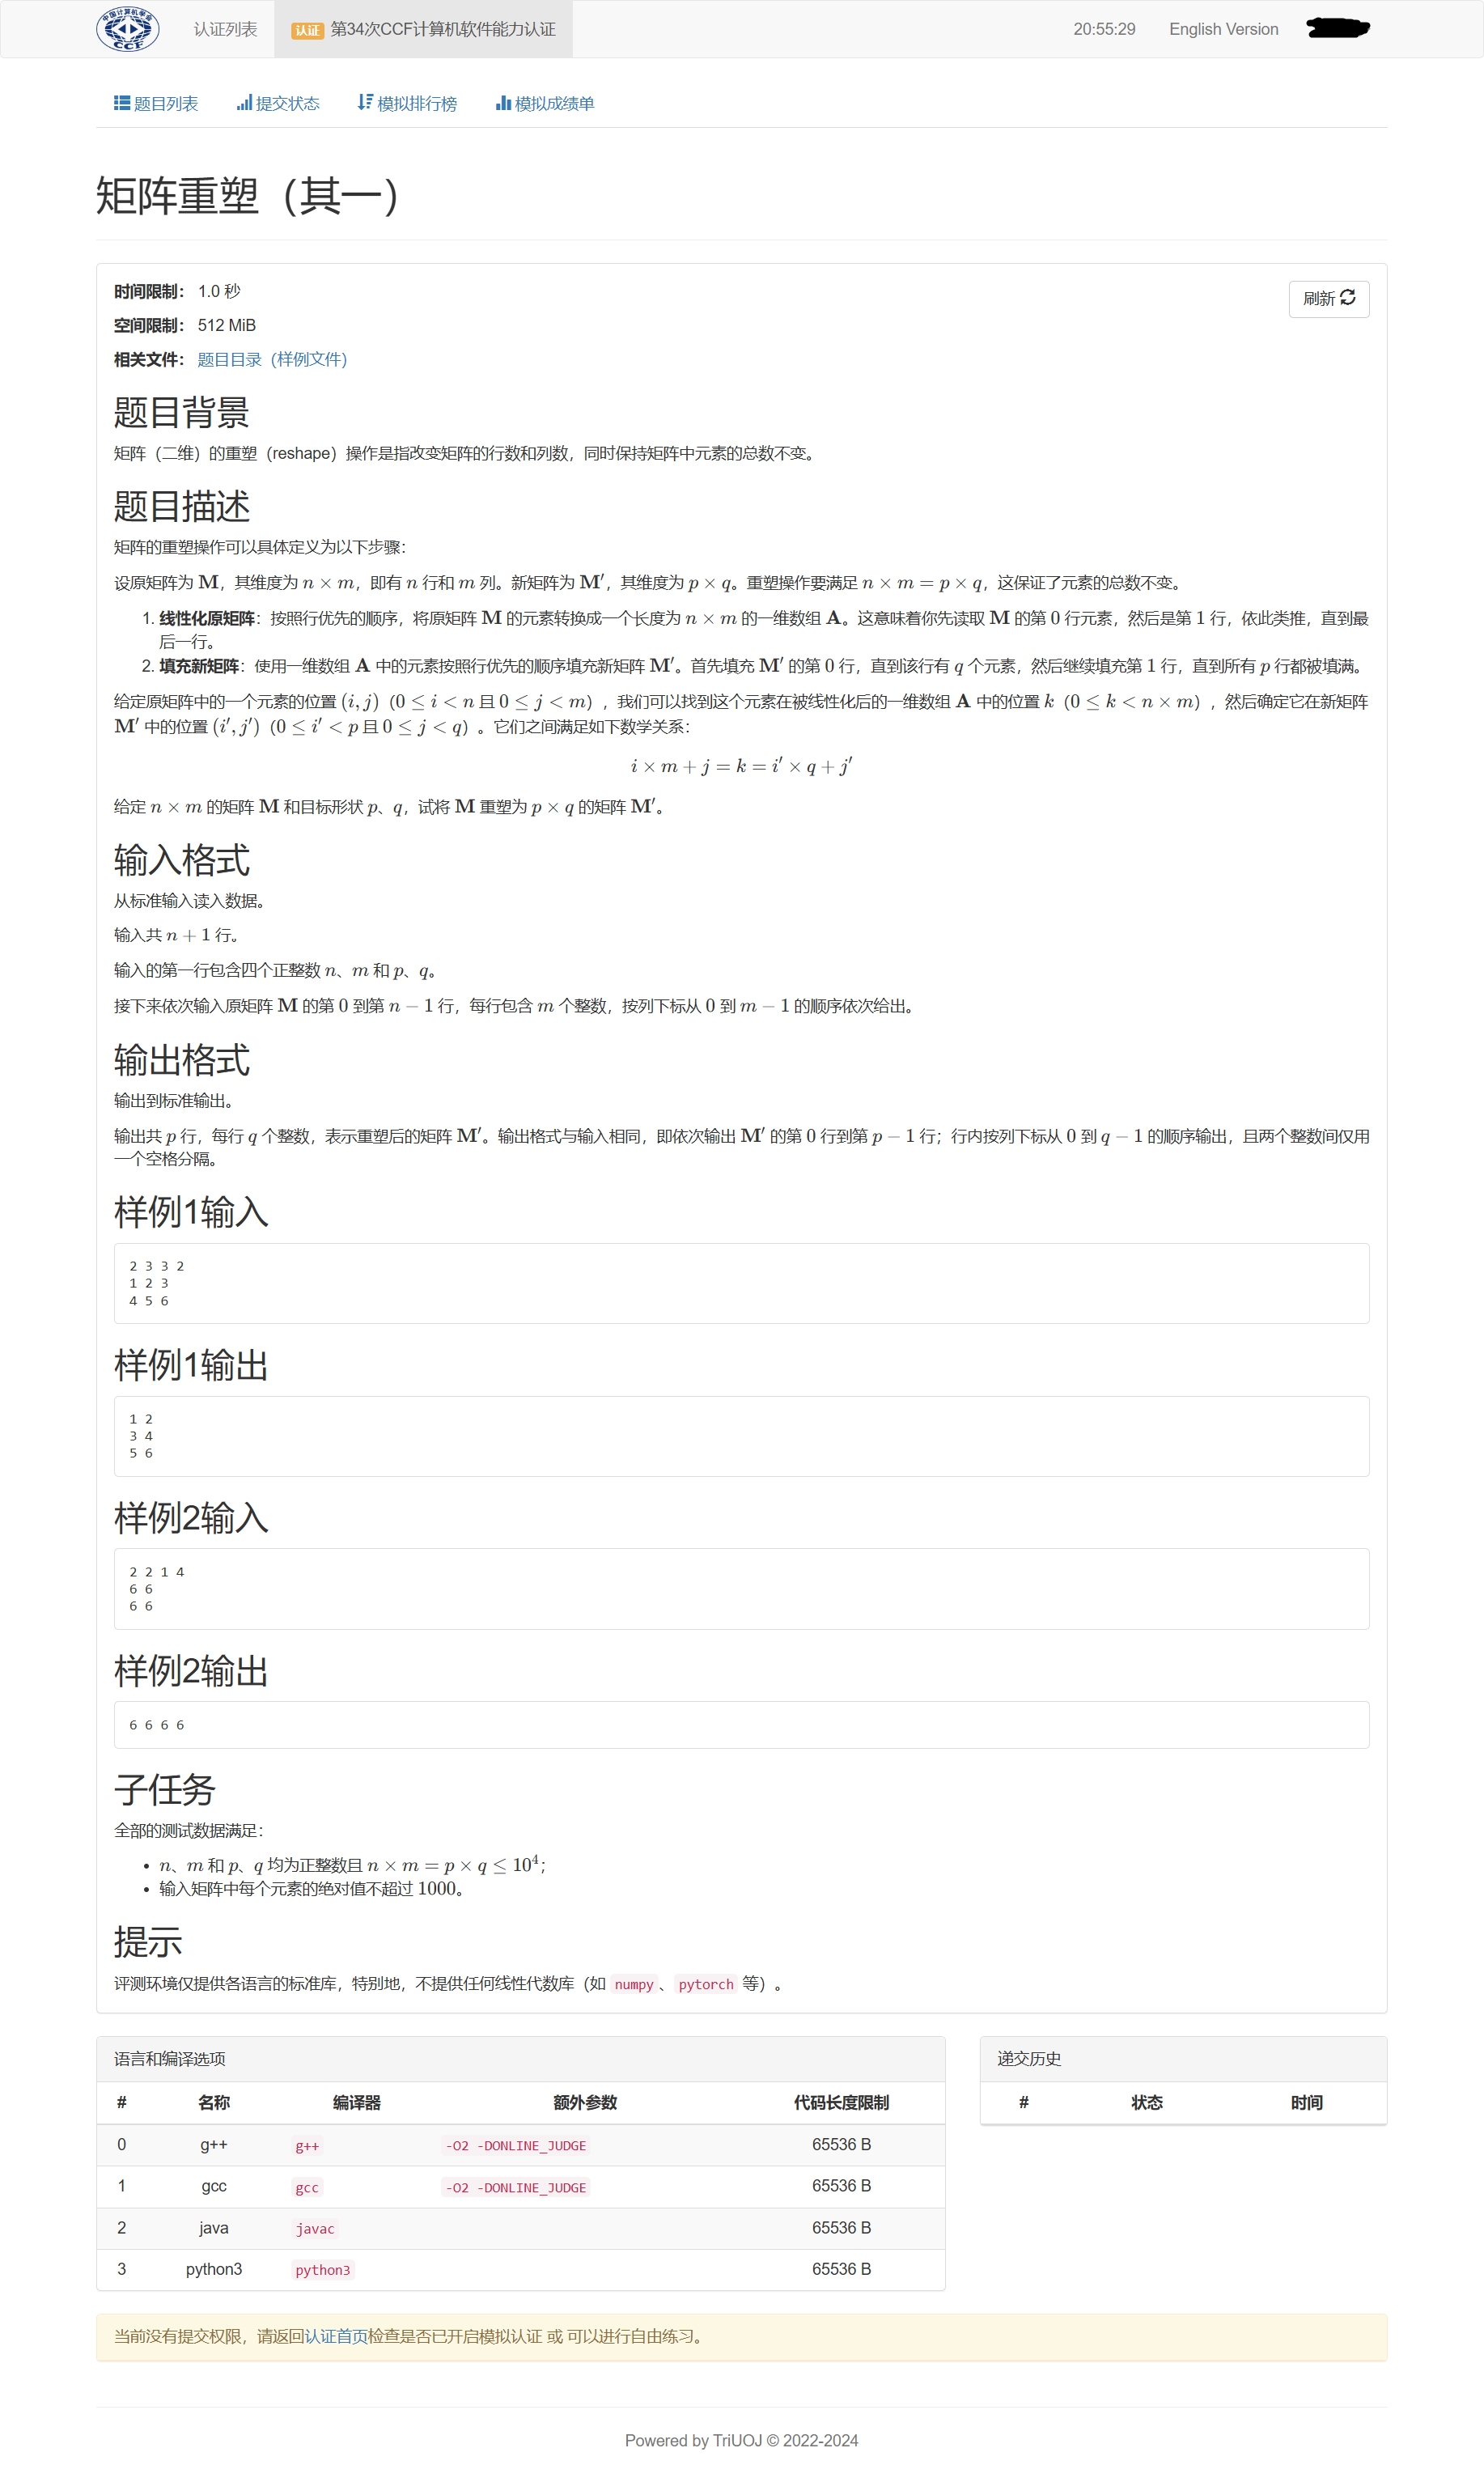 中国计算机学会
CCF
认证列表
认证 第34次CCF计算机软件能力认证
20:55:29
English Version
题目列表
提交状态
模拟排行榜
模拟成绩单
矩阵重塑（其一）
时间限制： 1.0 秒
刷新
空间限制： 512 MiB
相关文件： 题目目录（样例文件）
题目背景
矩阵（二维）的重塑（reshape）操作是指改变矩阵的行数和列数，同时保持矩阵中元素的总数不变。
题目描述
矩阵的重塑操作可以具体定义为以下步骤：
设原矩阵为 M，其维度为 n × m，即有 n 行和 m 列。新矩阵为 M′，其维度为 p × q。重塑操作要满足 n × m = p × q，这保证了元素的总数不变。
1. 线性化原矩阵：按照行优先的顺序，将原矩阵 M 的元素转换成一个长度为 n × m 的一维数组 A。这意味着你先读取 M 的第 0 行元素，然后是第 1 行，依此类推，直到最
后一行。
2. 填充新矩阵：使用一维数组 A 中的元素按照行优先的顺序填充新矩阵 M′。首先填充 M′ 的第 0 行，直到该行有 q 个元素，然后继续填充第 1 行，直到所有 p 行都被填满。
给定原矩阵中的一个元素的位置 (i, j)（0 ≤ i < n 且 0 ≤ j < m），我们可以找到这个元素在被线性化后的一维数组 A 中的位置 k（0 ≤ k < n × m），然后确定它在新矩阵
M′ 中的位置 (i′, j′)（0 ≤ i′ < p 且 0 ≤ j < q）。它们之间满足如下数学关系：
i × m + j = k = i′ × q + j′
给定 n × m 的矩阵 M 和目标形状 p、q，试将 M 重塑为 p × q 的矩阵 M′。
输入格式
从标准输入读入数据。
输入共 n + 1 行。
输入的第一行包含四个正整数 n、m 和 p、q。
接下来依次输入原矩阵 M 的第 0 到第 n − 1 行，每行包含 m 个整数，按列下标从 0 到 m − 1 的顺序依次给出。
输出格式
输出到标准输出。
输出共 p 行，每行 q 个整数，表示重塑后的矩阵 M′。输出格式与输入相同，即依次输出 M′ 的第 0 行到第 p − 1 行；行内按列下标从 0 到 q − 1 的顺序输出，且两个整数间仅用
一个空格分隔。
样例1输入
2 3 3 2
1 2 3
4 5 6
样例1输出
1 2
3 4
5 6
样例2输入
2 2 1 4
6 6
6 6
样例2输出
6 6 6 6
子任务
全部的测试数据满足：
• n、m 和 p、q 均为正整数且 n × m = p × q ≤ 10⁴；
• 输入矩阵中每个元素的绝对值不超过 1000。
提示
评测环境仅提供各语言的标准库，特别地，不提供任何线性代数库（如 numpy、pytorch 等）。
语言和编译选项
# 名称 编译器 额外参数 代码长度限制
0 g++ g++ -O2 -DONLINE_JUDGE 65536 B
1 gcc gcc -O2 -DONLINE_JUDGE 65536 B
2 java javac 65536 B
3 python3 python3 65536 B
递交历史
# 状态 时间
当前没有提交权限，请返回认证首页检查是否已开启模拟认证 或 可以进行自由练习。
Powered by TriUOJ © 2022-2024